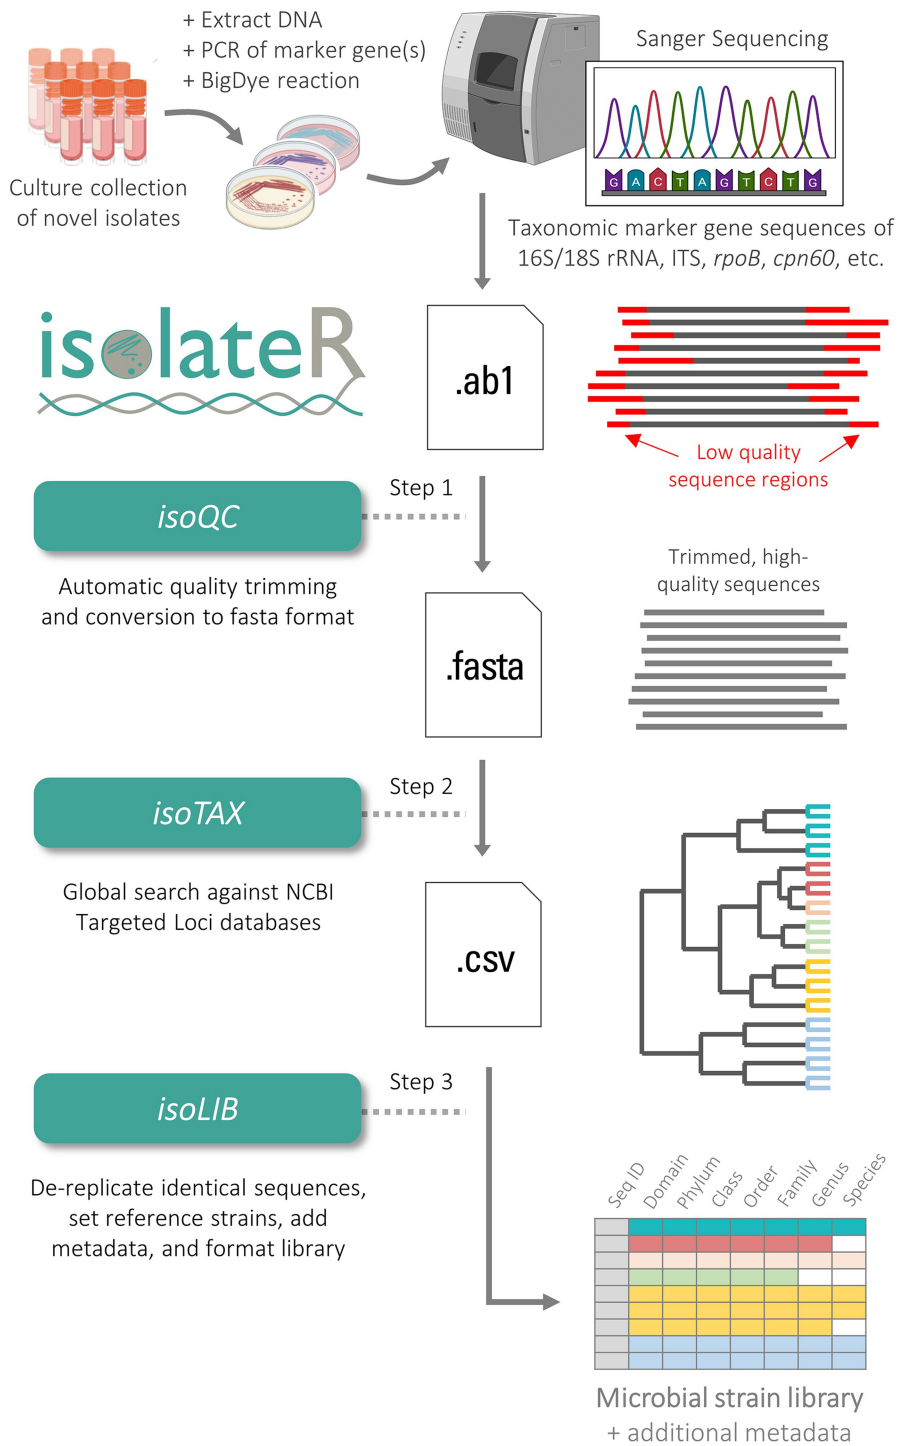 + Extract DNA
+ PCR of marker gene(s)
+ BigDye reaction
Sanger Sequencing
G A C T A G T C T G
Culture collection
of novel isolates
Taxonomic marker gene sequences of
16S/18S rRNA, ITS, rpoB, cpn60, etc.
isolateR
.ab1
Low quality
sequence regions
Step 1
isoQC
Automatic quality trimming
and conversion to fasta format
Trimmed, high-
quality sequences
.fasta
Step 2
isoTAX
Global search against NCBI
Targeted Loci databases
.csv
Step 3
isoLIB
De-replicate identical sequences,
set reference strains, add
metadata, and format library
Seq ID
Domain
Phylum
Class
Order
Family
Genus
Species
Microbial strain library
+ additional metadata